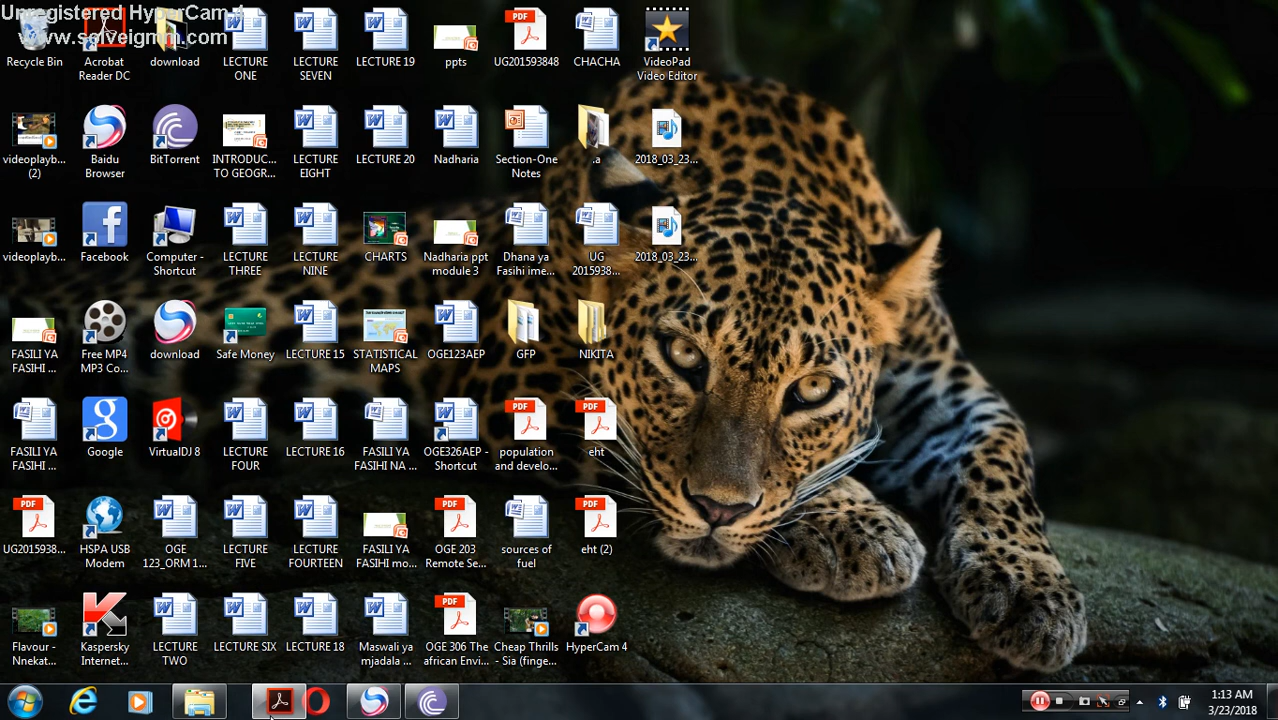 Unregistered HyperCam 4
www.solveigmm.com
Recycle Bin
Acrobat
Reader DC
download
LECTURE
ONE
LECTURE
SEVEN
LECTURE 19
ppts
UG201593848
CHACHA
VideoPad
Video Editor
videoplayb...
(2)
Baidu
Browser
BitTorrent
INTRODUC...
TO GEOGR...
LECTURE
EIGHT
LECTURE 20
Nadharia
Section-One
Notes
.a
2018_03_23...
videoplayb...
Facebook
Computer -
Shortcut
LECTURE
THREE
LECTURE
NINE
CHARTS
Nadharia ppt
module 3
Dhana ya
Fasihi ime...
UG
2015938...
2018_03_23...
FASILI YA
FASIHI ...
Free MP4
MP3 Co...
download
Safe Money
LECTURE 15
STATISTICAL
MAPS
OGE123AEP
GFP
NIKITA
FASILI YA
FASIHI ...
Google
VirtualDJ 8
LECTURE
FOUR
LECTURE 16
FASILI YA
FASIHI NA ...
OGE326AEP -
Shortcut
population
and develo...
eht
UG2015938...
HSPA USB
Modem
OGE
123_ORM 1...
LECTURE
FIVE
LECTURE
FOURTEEN
FASILI YA
FASIHI mo...
OGE 203
Remote Se...
sources of
fuel
eht (2)
Flavour -
Nnekat...
Kaspersky
Internet...
LECTURE
TWO
LECTURE SIX
LECTURE 18
Maswali ya
mjadala ...
OGE 306 The
african Envi...
Cheap Thrills
- Sia (finge...
HyperCam 4
1:13 AM
3/23/2018